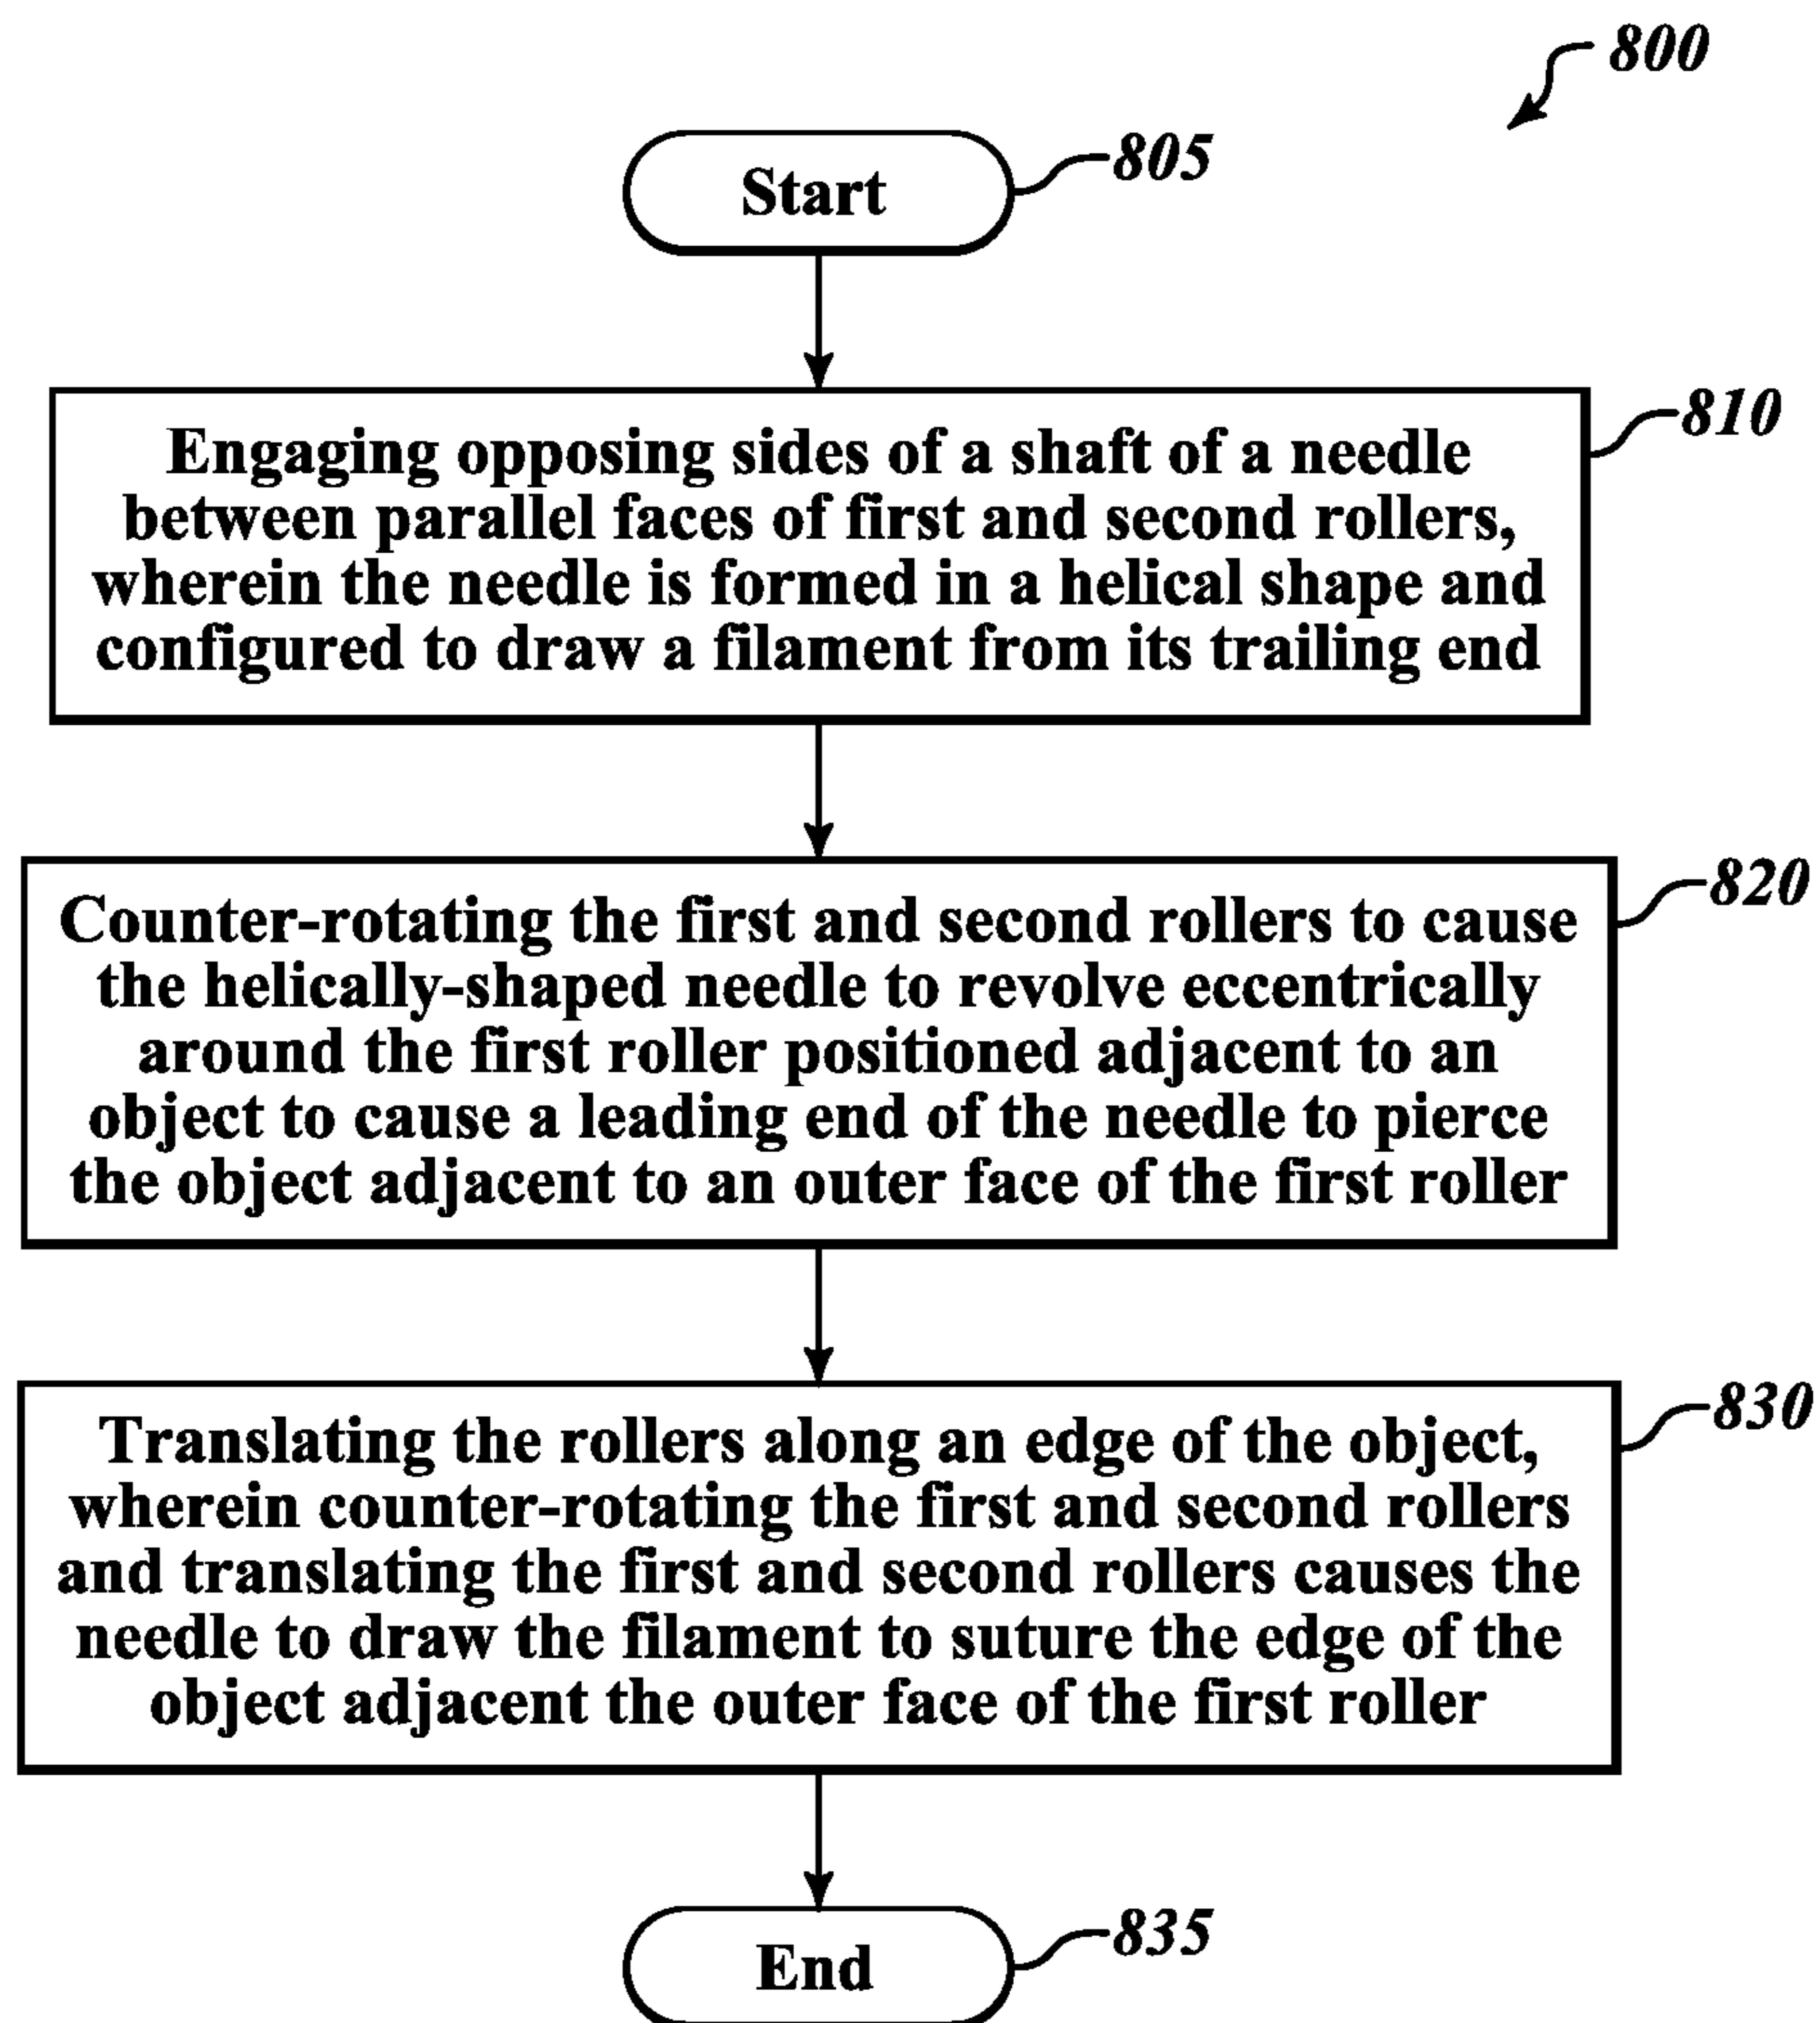 800
Start
805
Engaging opposing sides of a shaft of a needle
between parallel faces of first and second rollers,
wherein the needle is formed in a helical shape and
configured to draw a filament from its trailing end
810
Counter-rotating the first and second rollers to cause
the helically-shaped needle to revolve eccentrically
around the first roller positioned adjacent to an
object to cause a leading end of the needle to pierce
the object adjacent to an outer face of the first roller
820
Translating the rollers along an edge of the object,
wherein counter-rotating the first and second rollers
and translating the first and second rollers causes the
needle to draw the filament to suture the edge of the
object adjacent the outer face of the first roller
830
End
835